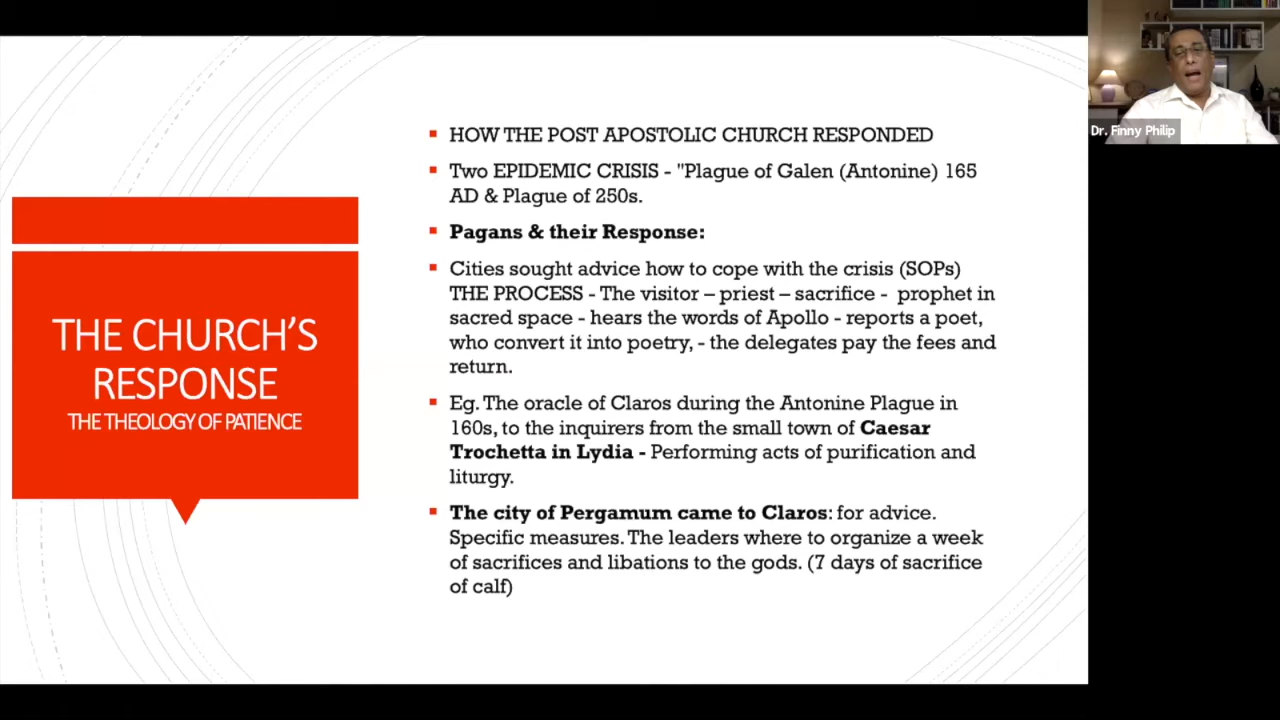 THE CHURCH'S
RESPONSE
THE THEOLOGY OF PATIENCE
▪ HOW THE POST APOSTOLIC CHURCH RESPONDED
▪ Two EPIDEMIC CRISIS - "Plague of Galen (Antonine) 165
AD & Plague of 250s.
▪ Pagans & their Response:
▪ Cities sought advice how to cope with the crisis (SOPs)
THE PROCESS - The visitor – priest – sacrifice - prophet in
sacred space - hears the words of Apollo - reports a poet,
who convert it into poetry, - the delegates pay the fees and
return.
▪ Eg. The oracle of Claros during the Antonine Plague in
160s, to the inquirers from the small town of Caesar
Trochetta in Lydia - Performing acts of purification and
liturgy.
▪ The city of Pergamum came to Claros: for advice.
Specific measures. The leaders where to organize a week
of sacrifices and libations to the gods. (7 days of sacrifice
of calf)
Dr. Finny Philip